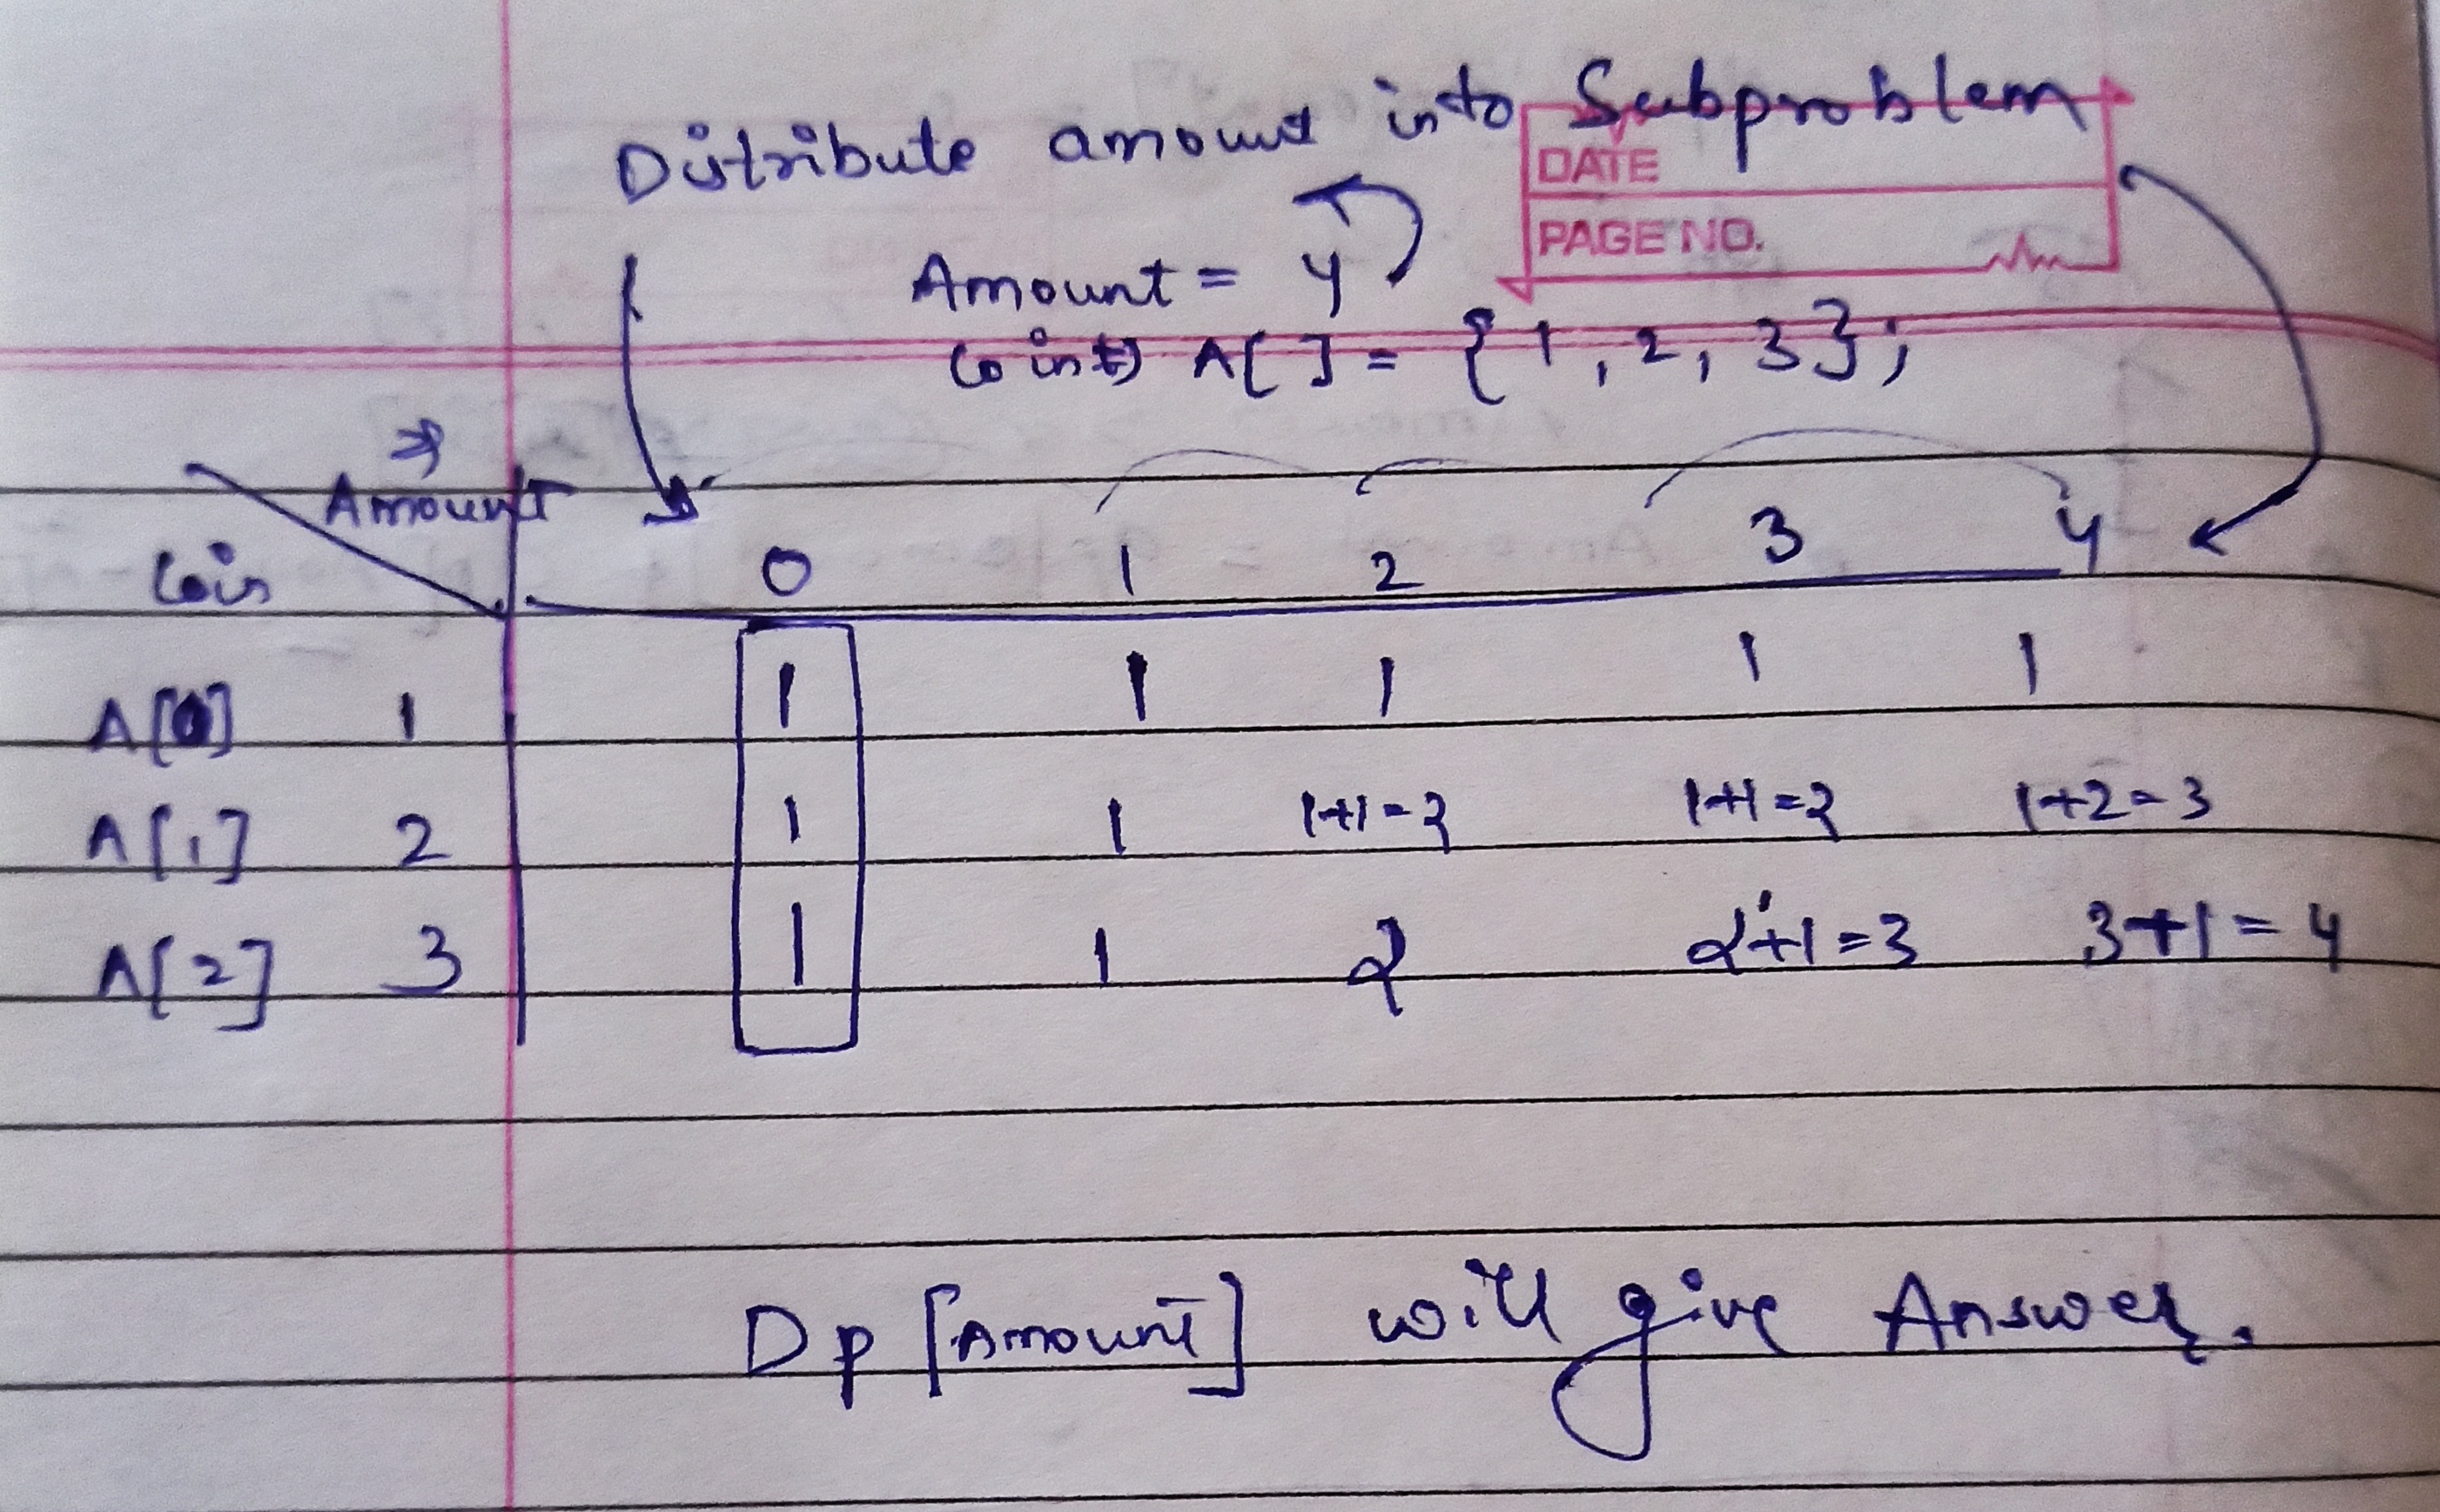 Distribute amount into Subproblem
DATE
PAGE NO.
Amount = 4
A[ ] = {1, 2, 3};
⇒
Amount
Coin 0 1 2 3 4
A[0] 1 1 1 1 1 1
A[1] 2 1 1 1+1=2 1+1=2 1+2=3
A[2] 3 1 1 2 2+1=3 3+1=4
Dp [Amount] will give Answer.